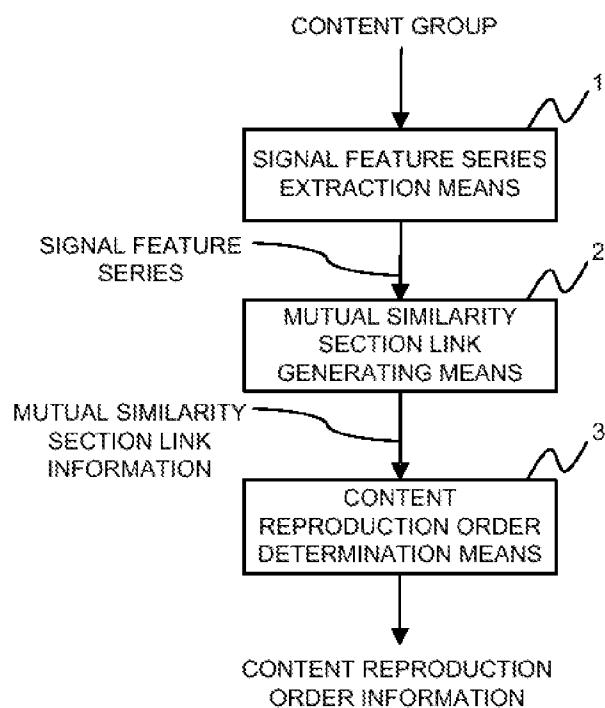 CONTENT GROUP
1
SIGNAL FEATURE SERIES
EXTRACTION MEANS
SIGNAL FEATURE
SERIES
2
MUTUAL SIMILARITY
SECTION LINK
GENERATING MEANS
MUTUAL SIMILARITY
SECTION LINK
INFORMATION
3
CONTENT
REPRODUCTION ORDER
DETERMINATION MEANS
CONTENT REPRODUCTION
ORDER INFORMATION